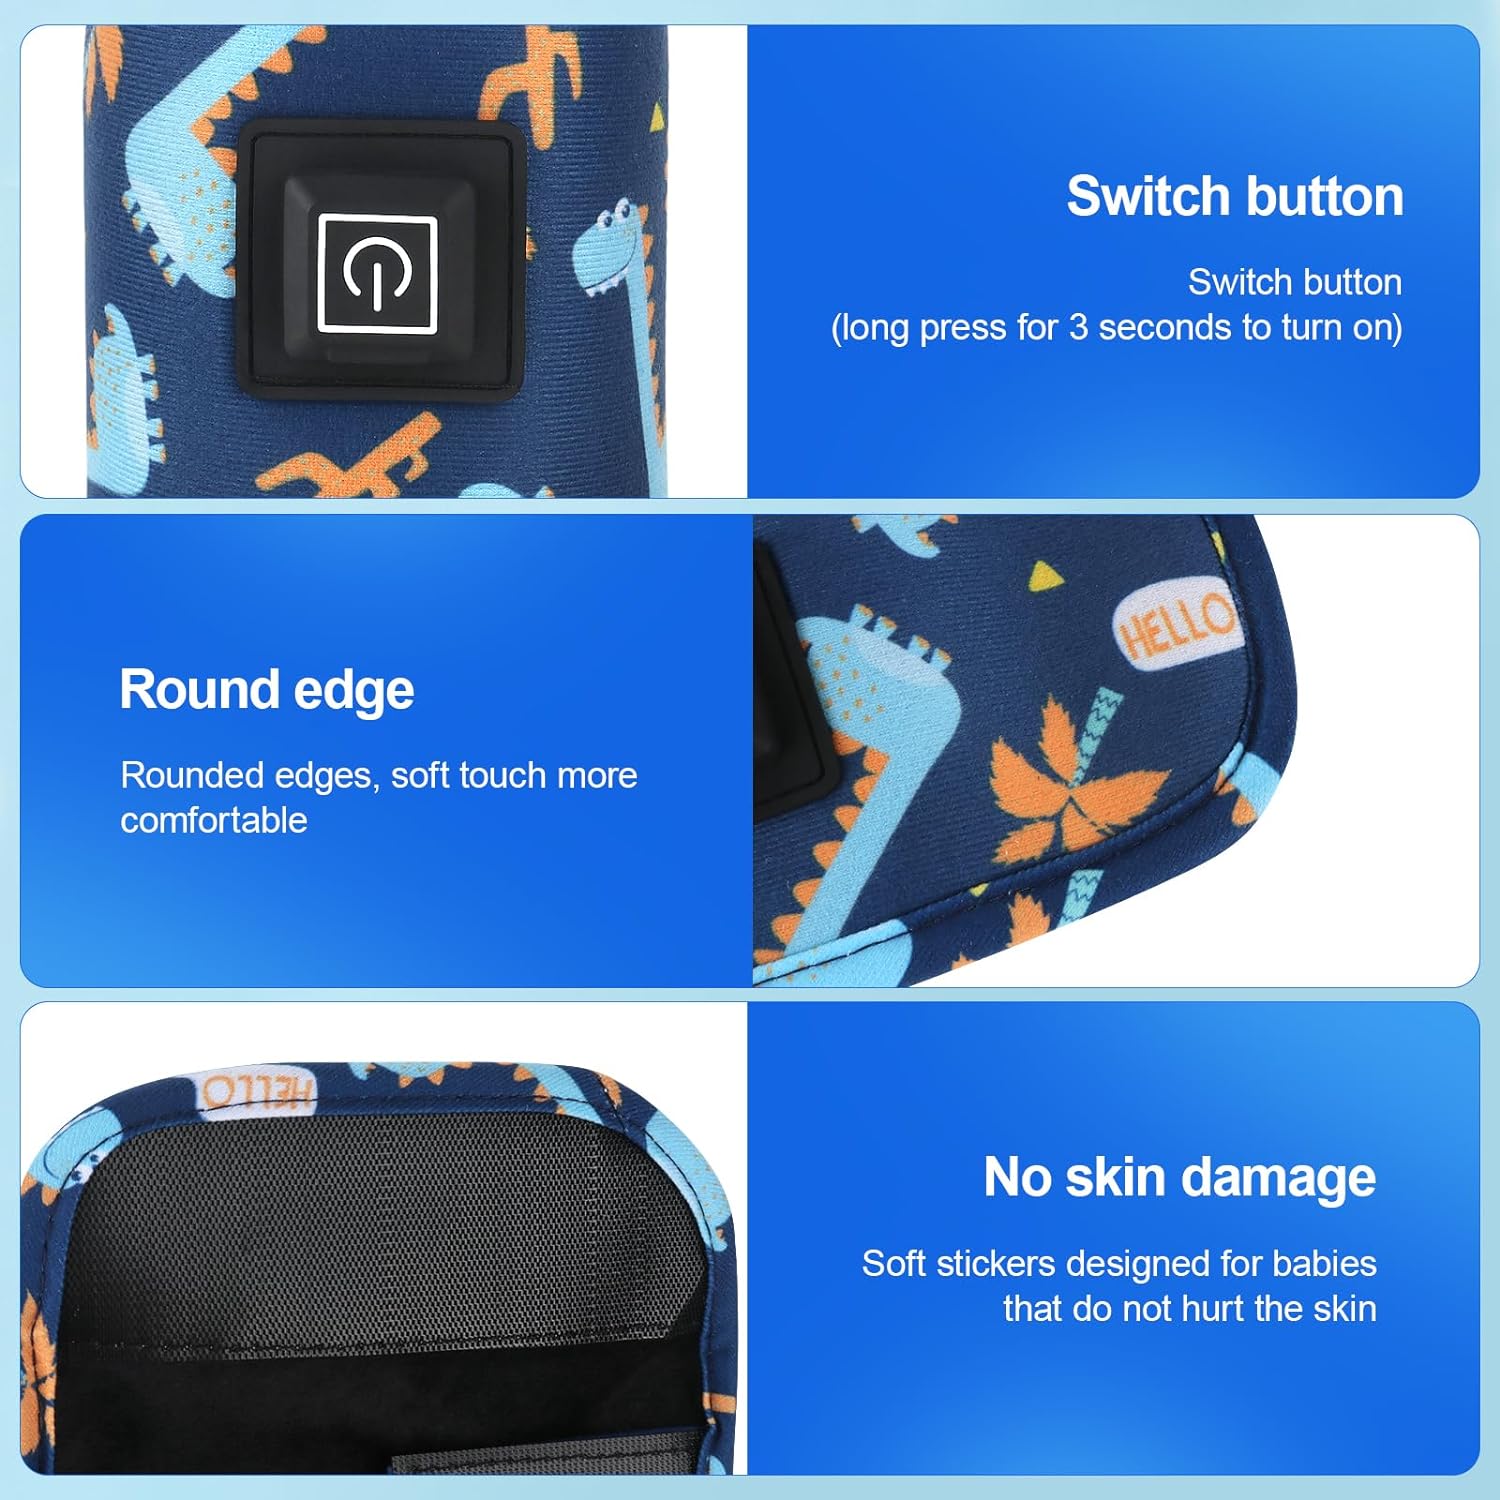 Switch button
Switch button
(long press for 3 seconds to turn on)
Round edge
Rounded edges, soft touch more
comfortable
HELLO
HELLO
No skin damage
Soft stickers designed for babies
that do not hurt the skin